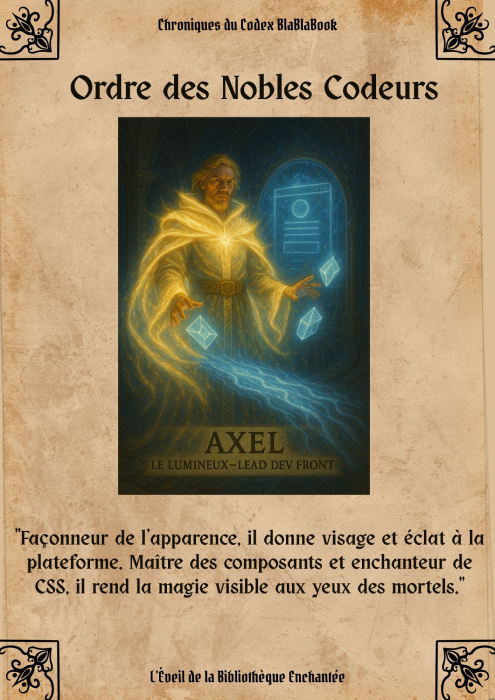 Chroniques du Codex BlaBlaBook
Ordre des Nobles Codeurs
AXEL
LE LUMINEUX–LEAD DEV FRONT
"Façonneur de l'apparence, il donne visage et éclat à la
plateforme. Maître des composants et enchanteur de
CSS, il rend la magie visible aux yeux des mortels."
L'Éveil de la Bibliothèque Enchantée